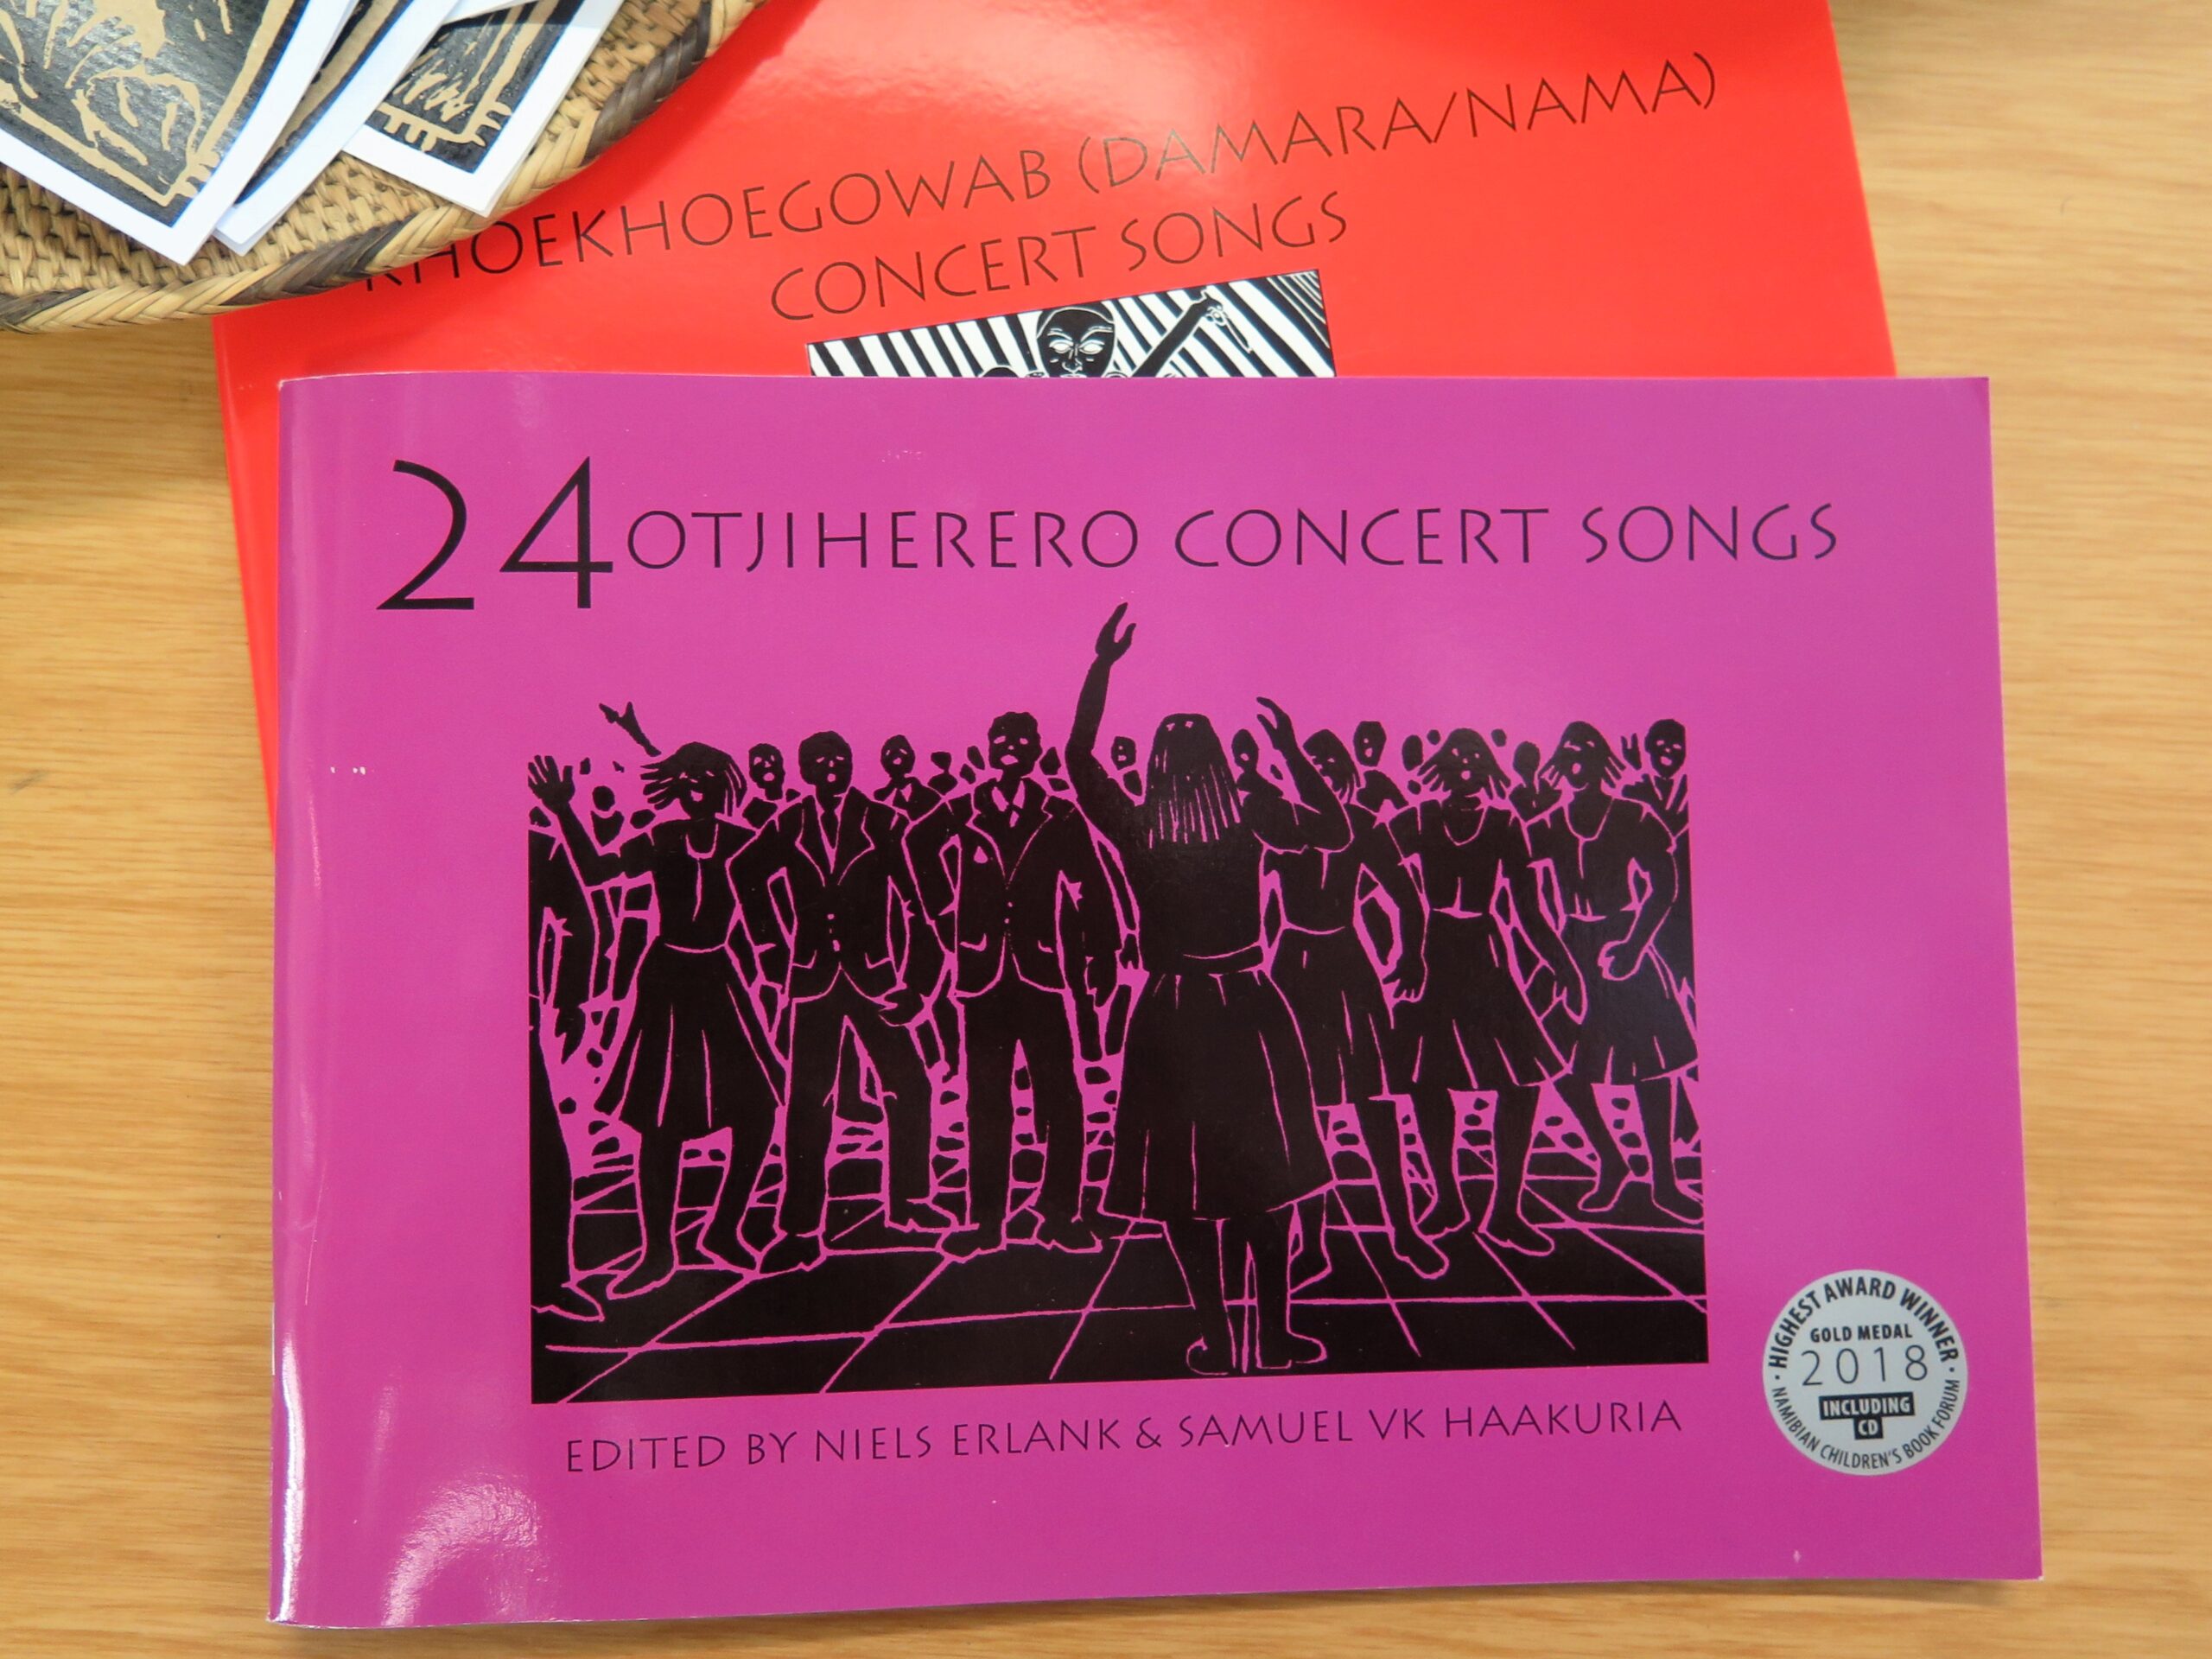 KHOEKHOEGOWAB (DAMARA/NAMA)
CONCERT SONGS
24 OTJIHERERO CONCERT SONGS
EDITED BY NIELS ERLANK & SAMUEL VK HAAKURIA
· HIGHEST AWARD WINNER ·
GOLD MEDAL
2018
INCLUDING
CD
NAMIBIAN CHILDREN'S BOOK FORUM